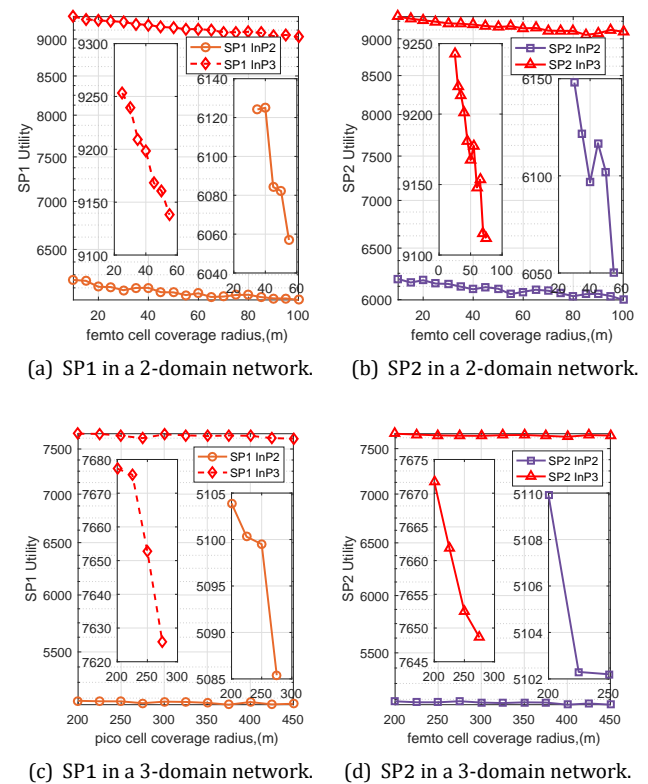 SP1 Utility
9000
8500
8000
7500
7000
6500
SP1 InP2
SP1 InP3
9300
9250
9200
9150
9100
20 40 60
6140
6120
6100
6080
6060
6040
20 40 60
20 40 60 80 100
femto cell coverage radius,(m)
(a) SP1 in a 2-domain network.
SP2 Utility
9000
8500
8000
7500
7000
6500
6000
SP2 InP2
SP2 InP3
9250
9200
9150
9100
0 50 100
6150
6100
6050
20 40 60
20 40 60 80 100
femto cell coverage radius,(m)
(b) SP2 in a 2-domain network.
SP1 Utility
7500
7000
6500
6000
5500
SP1 InP2
SP1 InP3
7680
7670
7660
7640
7630
7620
200 250 300
5105
5100
5095
5090
5085
200 250 300
200 250 300 350 400 450
pico cell coverage radius,(m)
(c) SP1 in a 3-domain network.
SP2 Utility
7500
7000
6500
6000
5500
SP2 InP2
SP2 InP3
7675
7670
7665
7660
7655
7650
7645
200 250 300
5110
5108
5106
5104
5102
200 250
200 250 300 350 400 450
femto cell coverage radius,(m)
(d) SP2 in a 3-domain network.